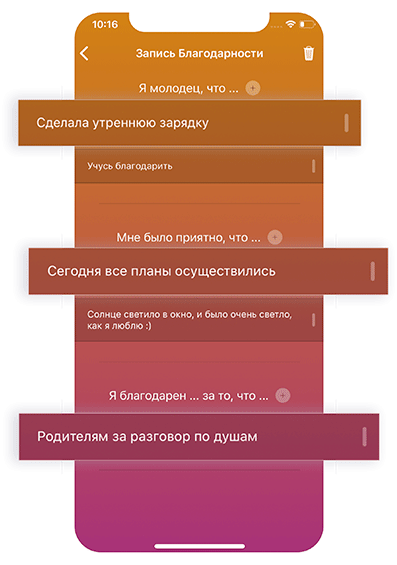 10:16
Запись Благодарности
Я молодец, что ...
Сделала утреннюю зарядку
Учусь благодарить
Мне было приятно, что ...
Сегодня все планы осуществились
Солнце светило в окно, и было очень светло,
как я люблю :)
Я благодарен ... за то, что ...
Родителям за разговор по душам